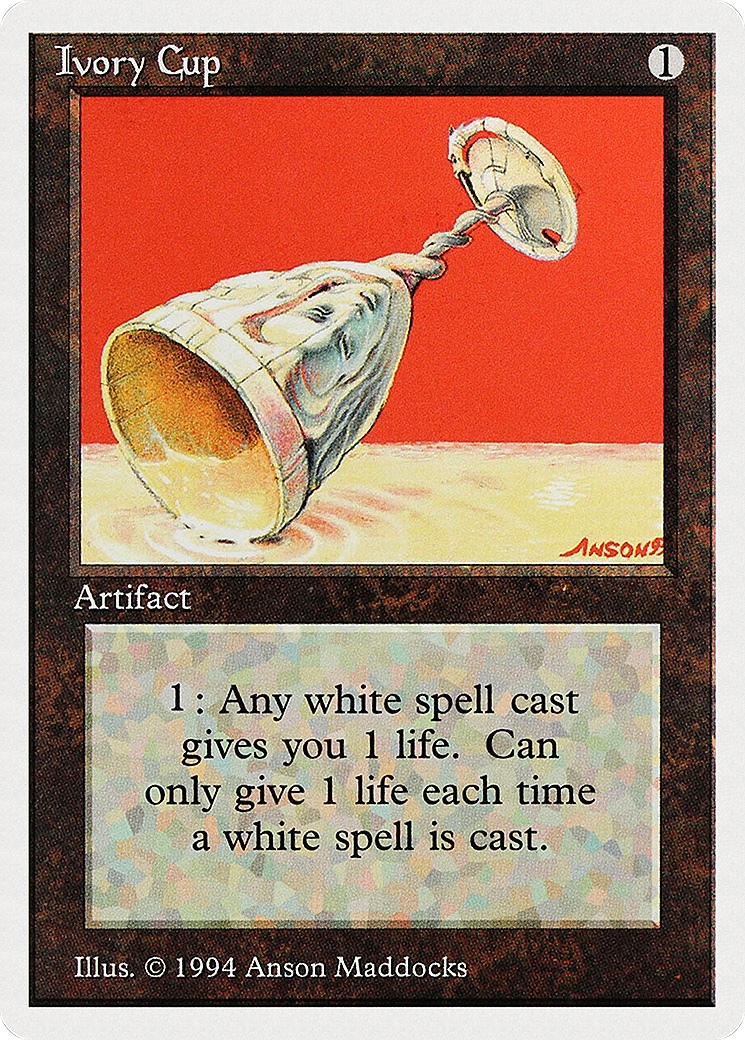 Ivory Cup
1
ANSON93
Artifact
1: Any white spell cast
gives you 1 life. Can
only give 1 life each time
a white spell is cast.
Illus. © 1994 Anson Maddocks